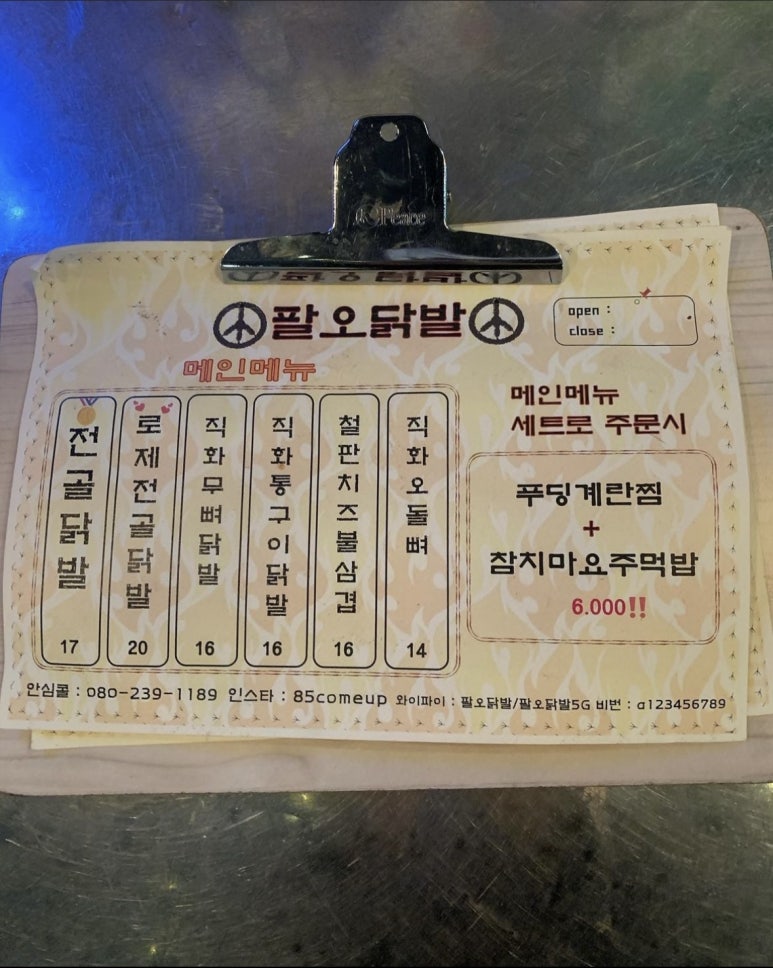 Peace
팔오닭발
open :
close :
메인메뉴
전골닭발
17
로제전골닭발
20
직화무뼈닭발
16
직화통구이닭발
16
철판치즈불삼겹
16
직화오돌뼈
14
메인메뉴
세트로 주문시
푸딩계란찜
+
참치마요주먹밥
6.000!!
안심콜 : 080-239-1189 인스타 : 85comeup 와이파이 : 팔오닭발/팔오닭발5G 비번 : a123456789